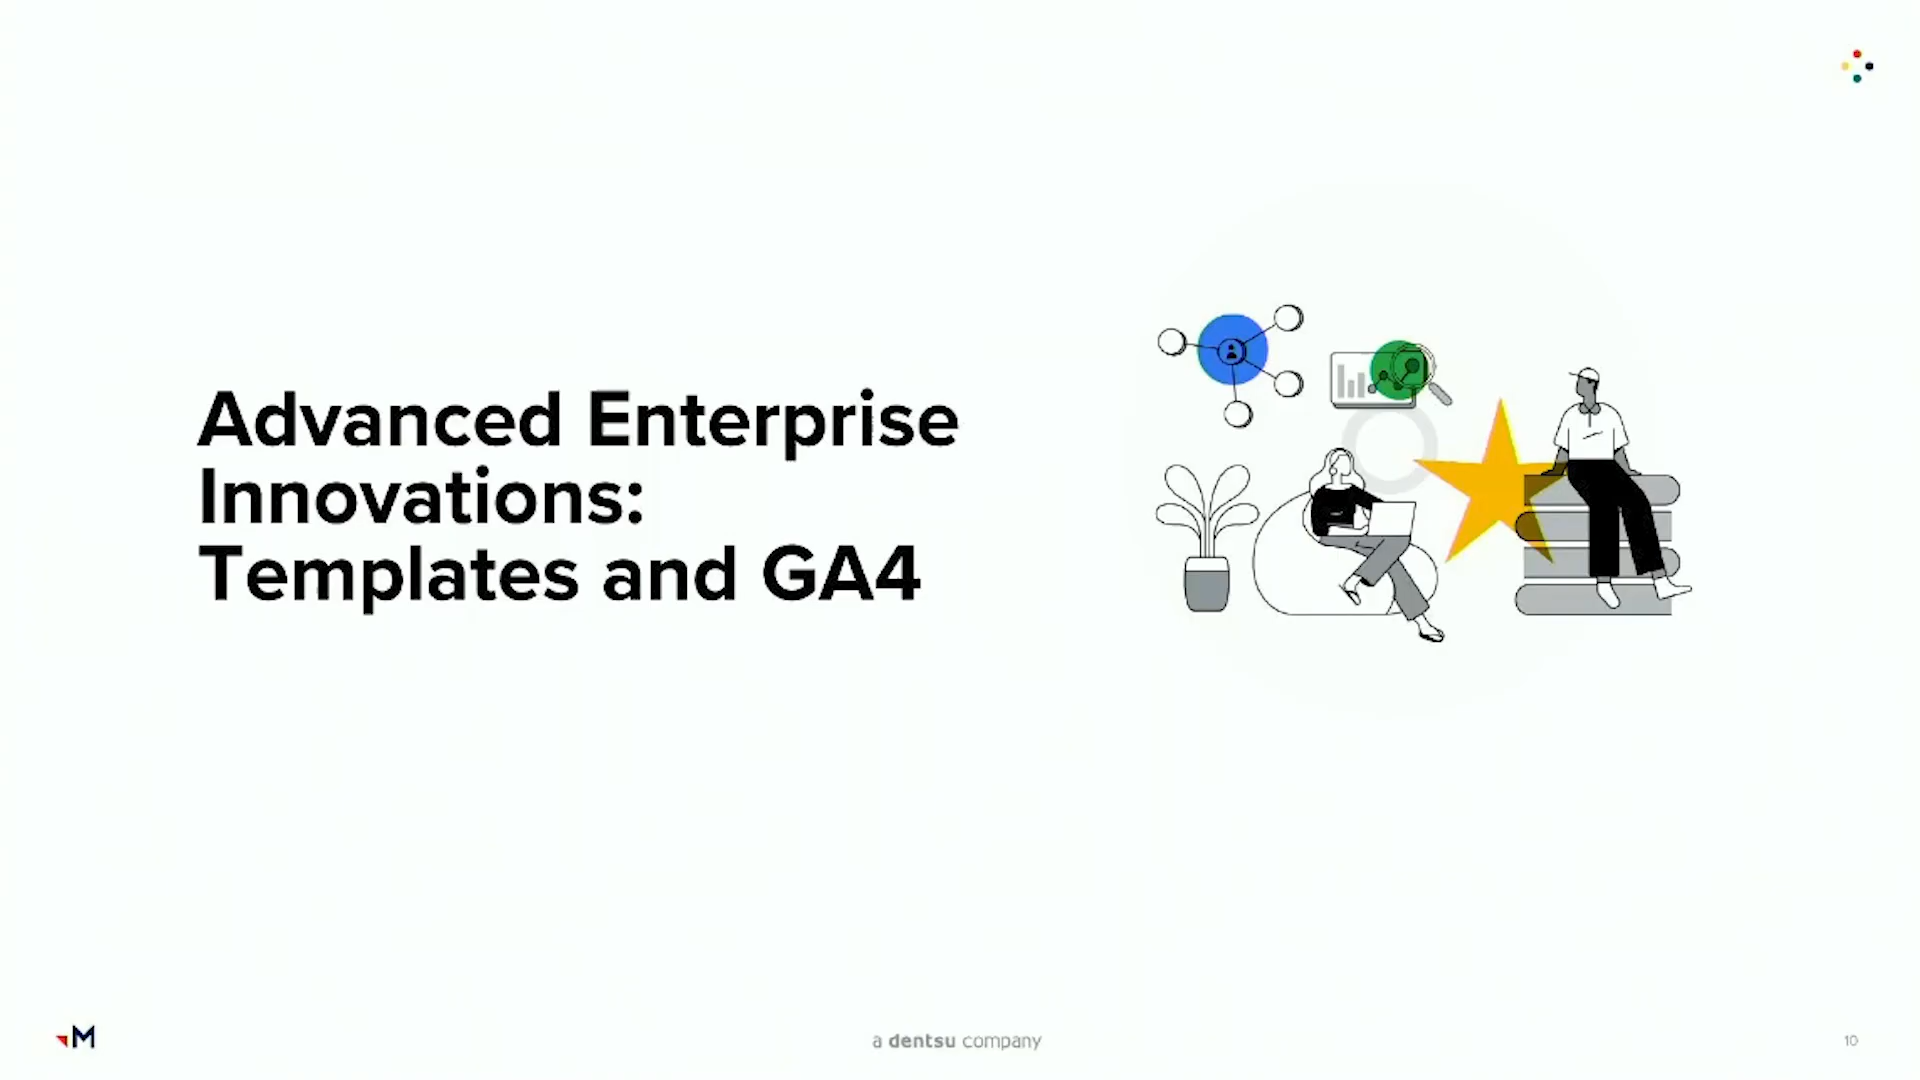 Advanced Enterprise
Innovations:
Templates and GA4
M
a dentsu company
10